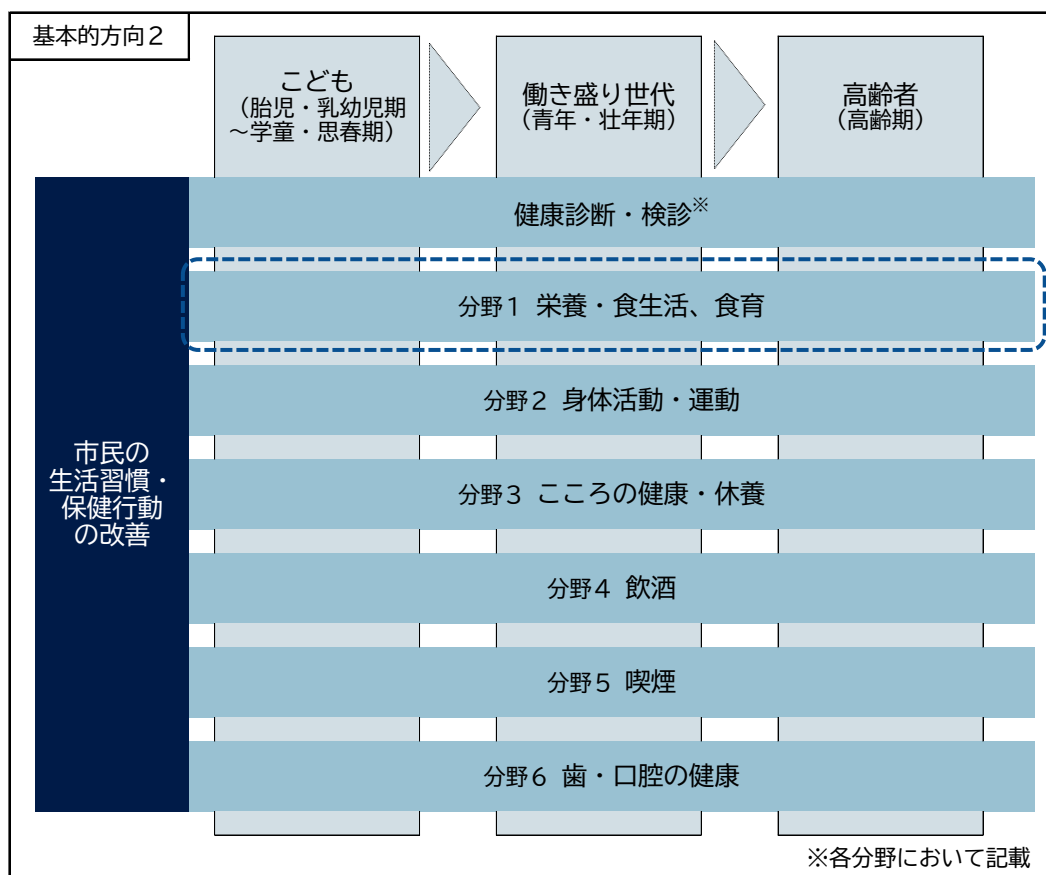 基本的方向2
こども
(胎児・乳幼児期
～学童・思春期)
働き盛り世代
(青年・壮年期)
高齢者
(高齢期)
市民の
生活習慣・
保健行動
の改善
健康診断・検診※
分野1 栄養・食生活、食育
分野2 身体活動・運動
分野3 こころの健康・休養
分野4 飲酒
分野5 喫煙
分野6 歯・口腔の健康
※各分野において記載